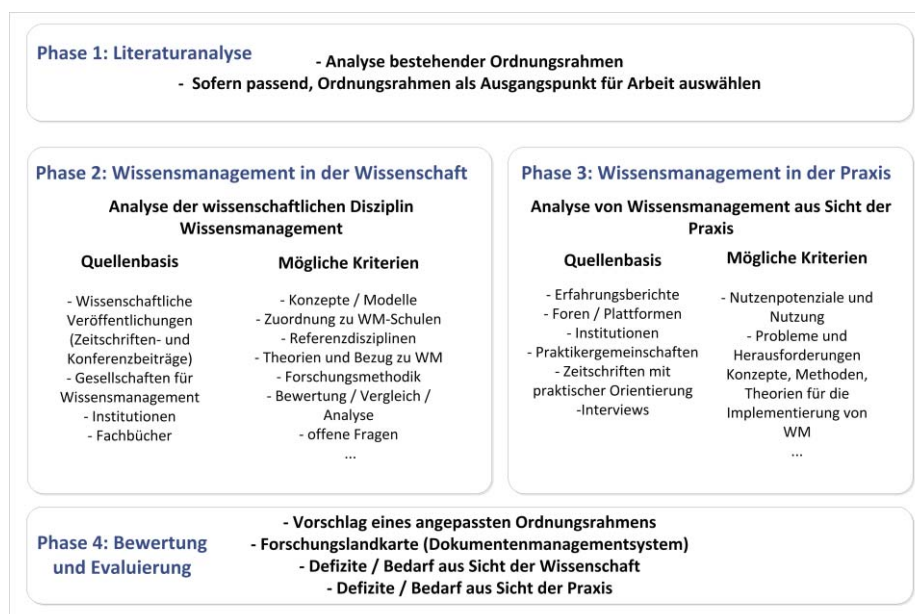 Phase 1: Literaturanalyse
- Analyse bestehender Ordnungsrahmen
- Sofern passend, Ordnungsrahmen als Ausgangspunkt für Arbeit auswählen
Phase 2: Wissensmanagement in der Wissenschaft
Analyse der wissenschaftlichen Disziplin
Wissensmanagement
Quellenbasis
- Wissenschaftliche
Veröffentlichungen
(Zeitschriften- und
Konferenzbeiträge)
- Gesellschaften für
Wissensmanagement
- Institutionen
- Fachbücher
Mögliche Kriterien
- Konzepte / Modelle
- Zuordnung zu WM-Schulen
- Referenzdisziplinen
- Theorien und Bezug zu WM
- Forschungsmethodik
- Bewertung / Vergleich /
Analyse
- offene Fragen
...
Phase 3: Wissensmanagement in der Praxis
Analyse von Wissensmanagement aus Sicht der
Praxis
Quellenbasis
- Erfahrungsberichte
- Foren / Plattformen
- Institutionen
- Praktikergemeinschaften
- Zeitschriften mit
praktischer Orientierung
-Interviews
Mögliche Kriterien
- Nutzenpotenziale und
Nutzung
- Probleme und
Herausforderungen
Konzepte, Methoden,
Theorien für die
Implementierung von
WM
...
Phase 4: Bewertung
und Evaluierung
- Vorschlag eines angepassten Ordnungsrahmens
- Forschungslandkarte (Dokumentenmanagementsystem)
- Defizite / Bedarf aus Sicht der Wissenschaft
- Defizite / Bedarf aus Sicht der Praxis